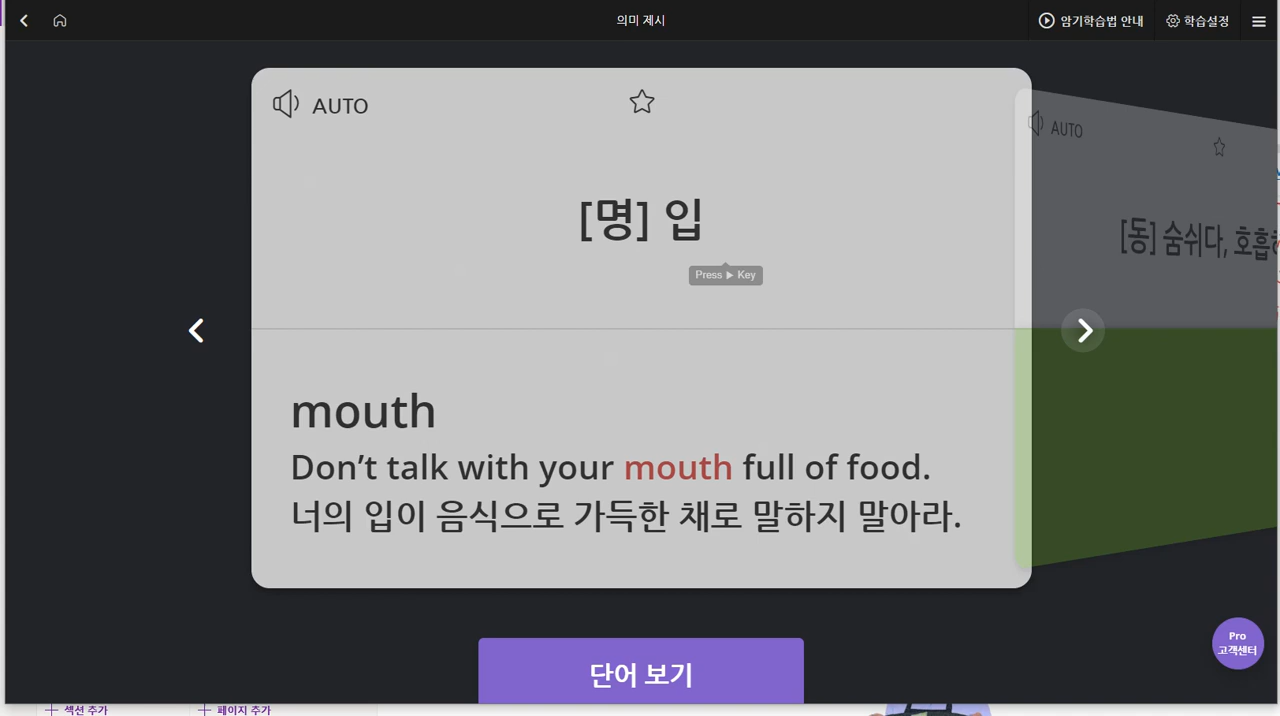 의미 제시
암기학습법 안내
학습설정
AUTO
[명] 입
Press ▶ Key
mouth
Don’t talk with your mouth full of food.
너의 입이 음식으로 가득한 채로 말하지 말아라.
AUTO
[동] 숨쉬다,
단어 보기
Pro
고객센터
섹션 추가
페이지 추가